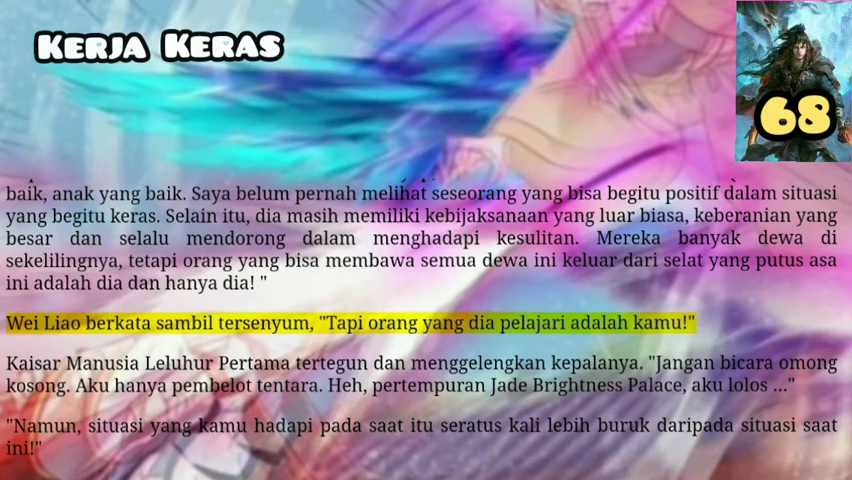 Kerja Keras
68
baik, anak yang baik. Saya belum pernah melihat seseorang yang bisa begitu positif dalam situasi
yang begitu keras. Selain itu, dia masih memiliki kebijaksanaan yang luar biasa, keberanian yang
besar dan selalu mendorong dalam menghadapi kesulitan. Mereka banyak dewa di
sekelilingnya, tetapi orang yang bisa membawa semua dewa ini keluar dari selat yang putus asa
ini adalah dia dan hanya dia! "
Wei Liao berkata sambil tersenyum, "Tapi orang yang dia pelajari adalah kamu!"
Kaisar Manusia Leluhur Pertama tertegun dan menggelengkan kepalanya. "Jangan bicara omong
kosong. Aku hanya pembelot tentara. Heh, pertempuran Jade Brightness Palace, aku lolos ..."
"Namun, situasi yang kamu hadapi pada saat itu seratus kali lebih buruk daripada situasi saat
ini!"